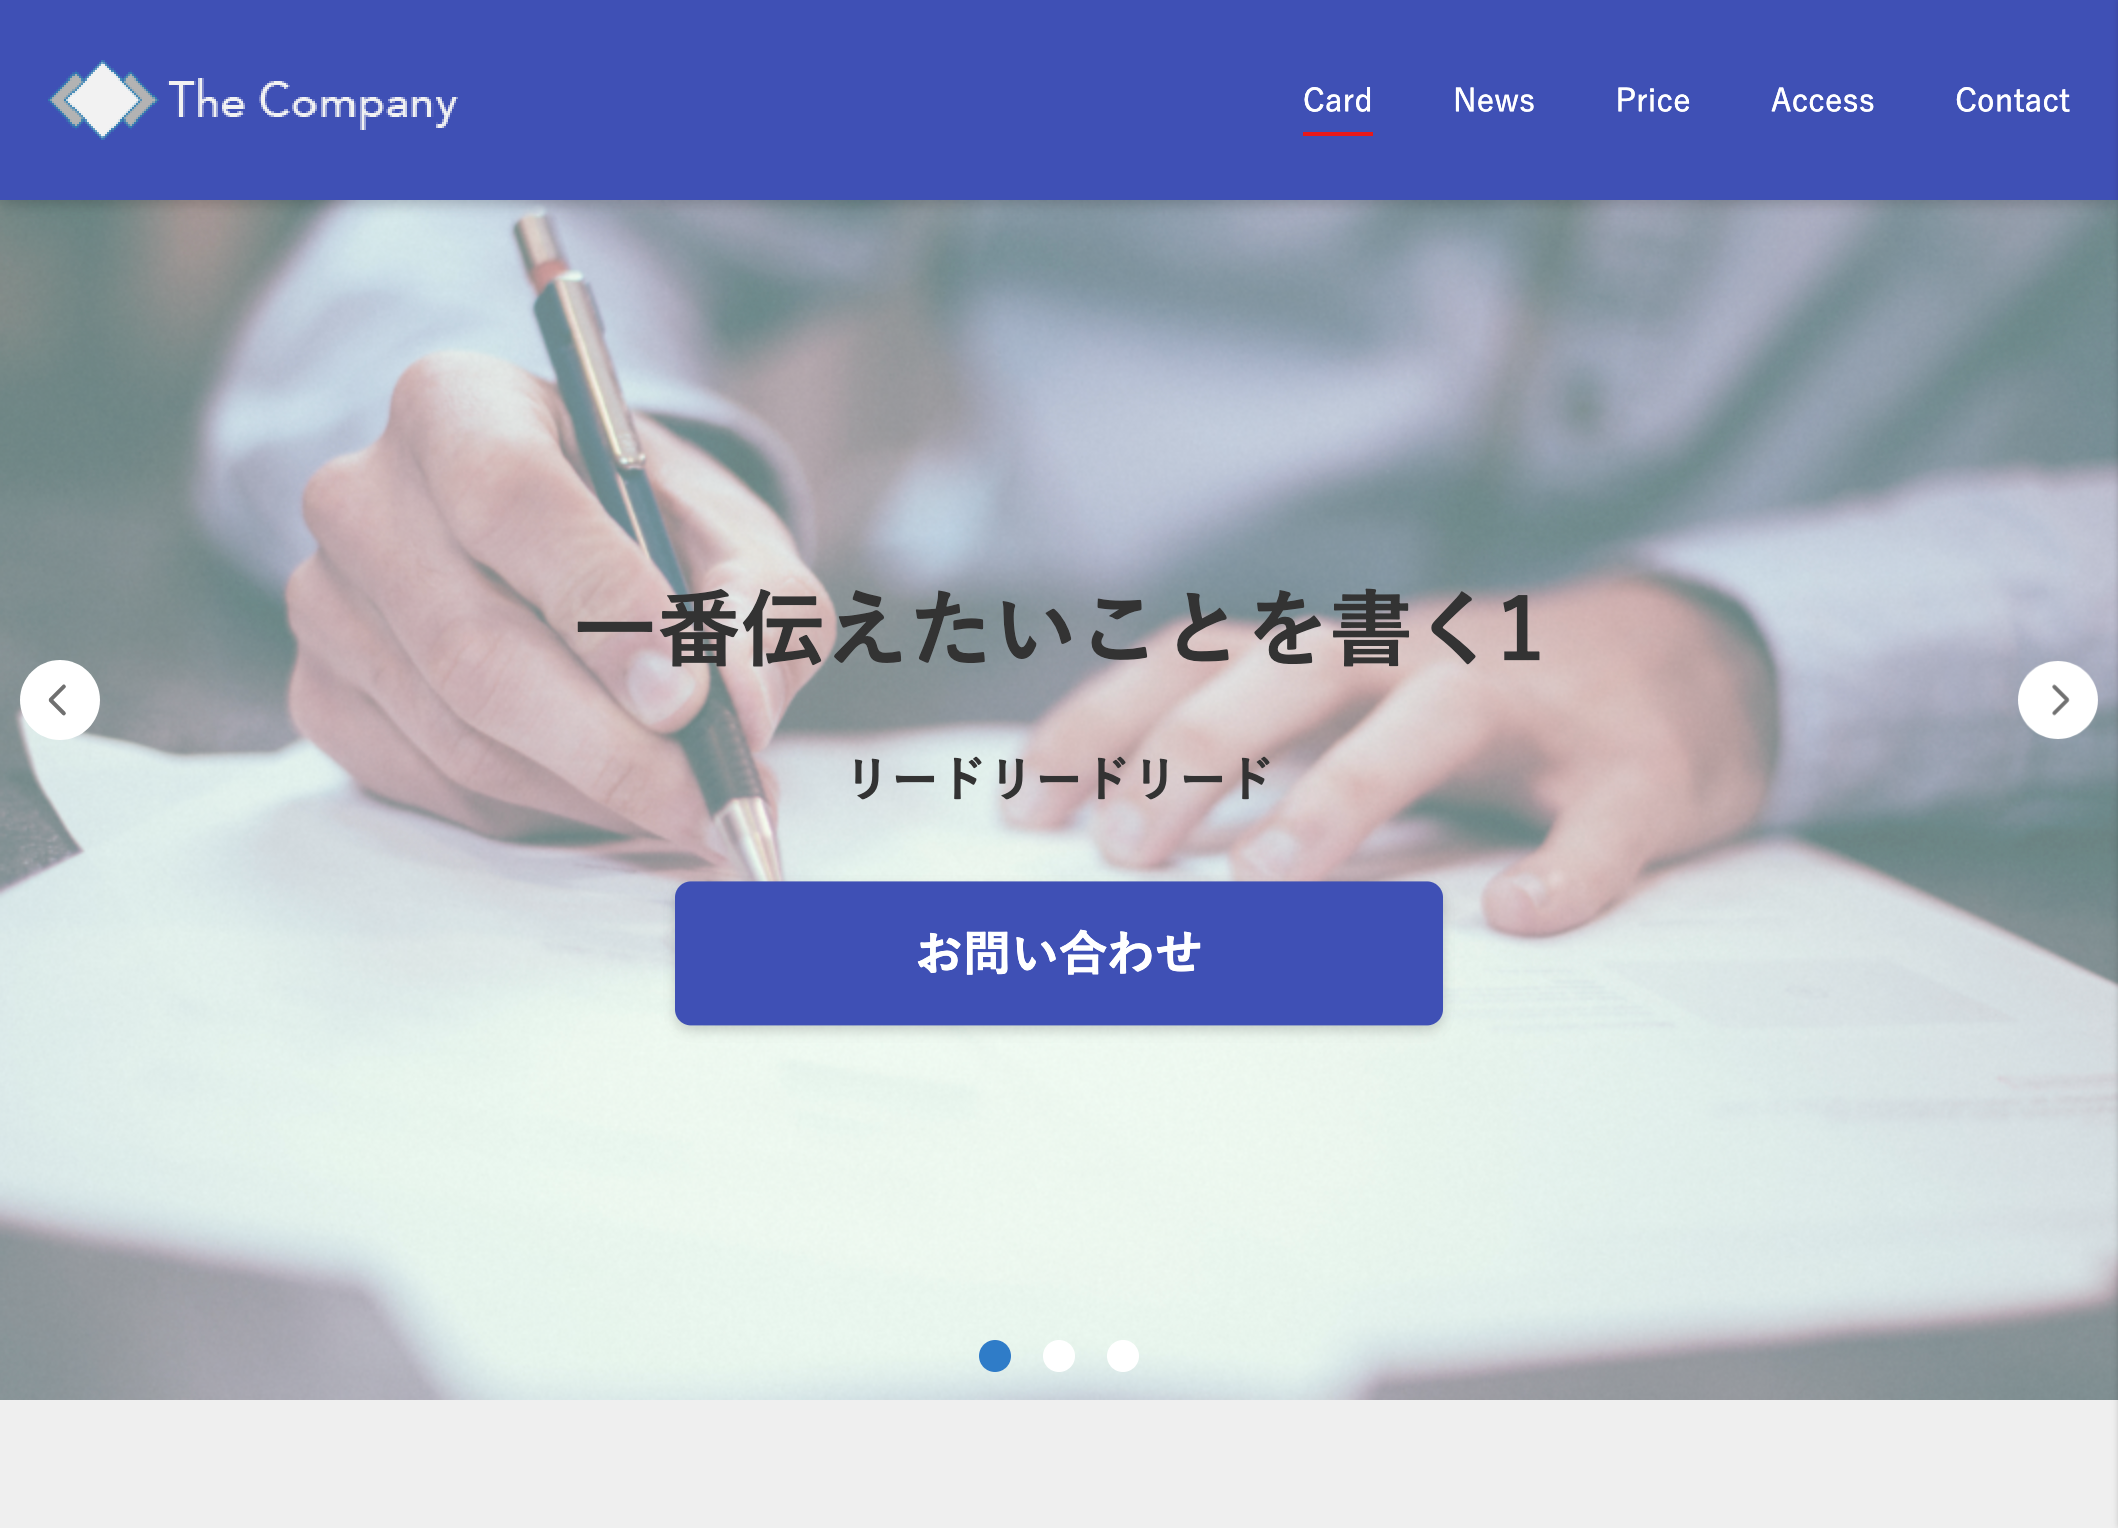 The Company
Card
News
Price
Access
Contact
一番伝えたいことを書く1
リードリードリード
お問い合わせ